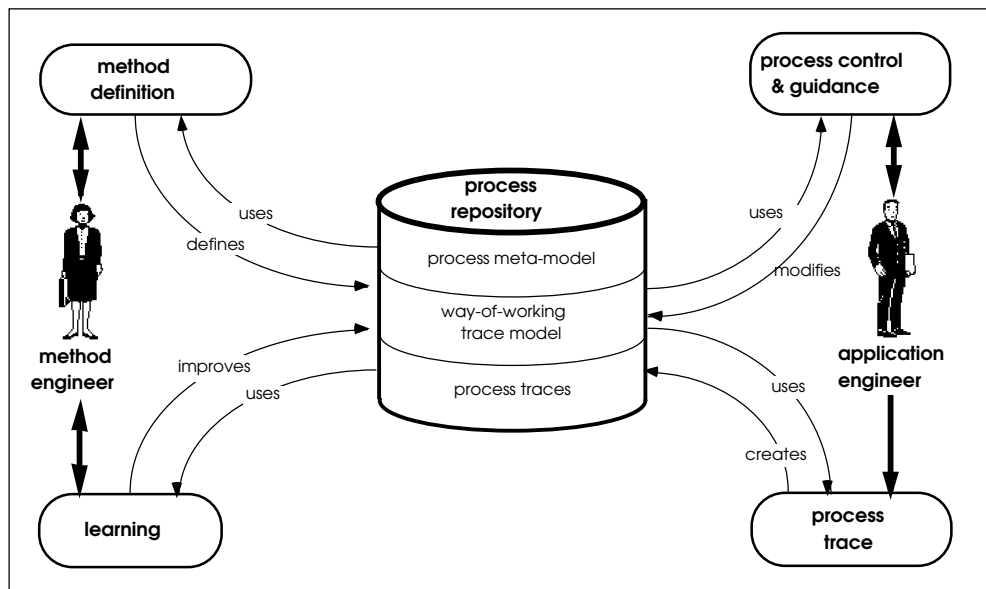 method
definition
process control
& guidance
process
repository
uses
defines
uses
modifies
process meta-model
way-of-working
trace model
process traces
method
engineer
application
engineer
improves
uses
uses
creates
learning
process
trace